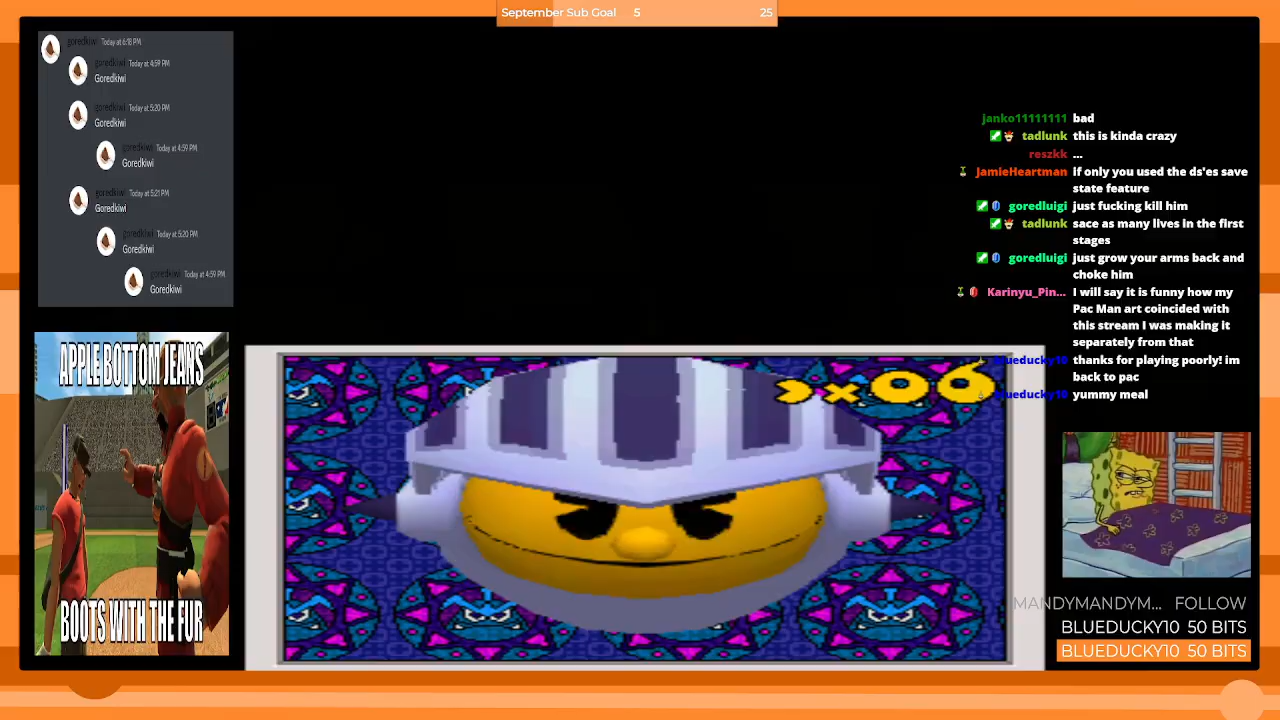 September Sub Goal 5 25
goredkiwi Today at 6:18 PM
goredkiwi Today at 4:59 PM
Goredkiwi
goredkiwi Today at 5:20 PM
Goredkiwi
goredkiwi Today at 4:59 PM
Goredkiwi
goredkiwi Today at 5:21 PM
Goredkiwi
goredkiwi Today at 5:20 PM
Goredkiwi
goredkiwi Today at 4:59 PM
Goredkiwi
APPLE BOTTOM JEANS
BOOTS WITH THE FUR
×06
janko11111111 bad
tadlunk this is kinda crazy
reszkk ...
JamieHeartman if only you used the ds'es save
state feature
goredluigi just fucking kill him
tadlunk sace as many lives in the first
stages
goredluigi just grow your arms back and
choke him
Karinyu_Pin... I will say it is funny how my
Pac Man art coincided with
this stream I was making it
separately from that
blueducky10 thanks for playing poorly! im
back to pac
blueducky10 yummy meal
MANDYMANDYM... FOLLOW
BLUEDUCKY10 50 BITS
BLUEDUCKY10 50 BITS